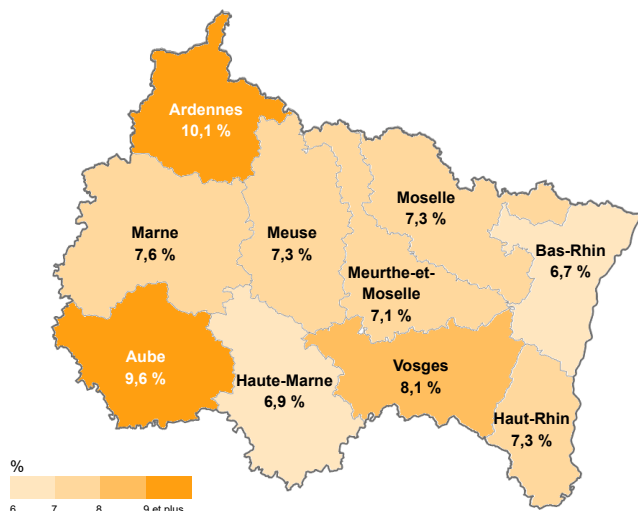 Ardennes
10,1 %
Moselle
7,3 %
Marne
7,6 %
Meuse
7,3 %
Bas-Rhin
6,7 %
Meurthe-et-
Moselle
7,1 %
Aube
9,6 %
Vosges
8,1 %
Haute-Marne
6,9 %
Haut-Rhin
7,3 %
%
6 7 8 9 et plus